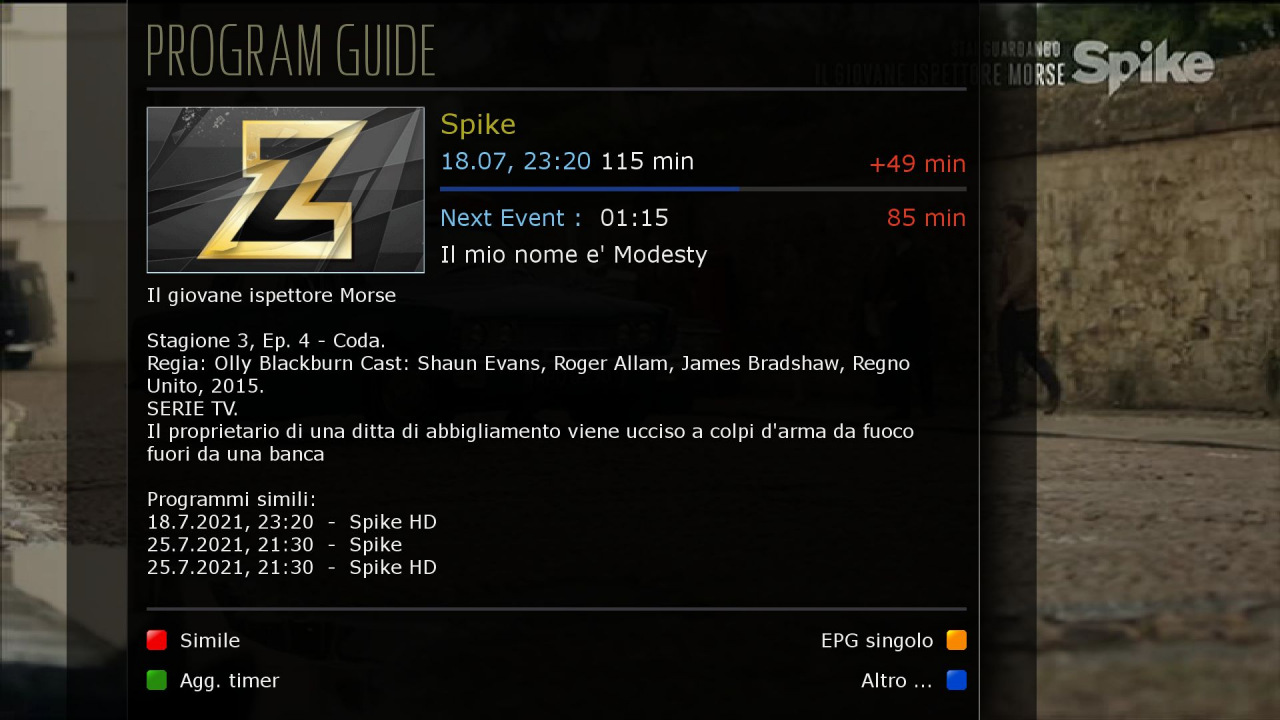 PROGRAM GUIDE
STAI GUARDANDO
IL GIOVANE ISPETTORE MORSE
Spike
Spike
18.07, 23:20 115 min
+49 min
Next Event : 01:15
85 min
Il mio nome e' Modesty
Il giovane ispettore Morse
Stagione 3, Ep. 4 - Coda.
Regia: Olly Blackburn Cast: Shaun Evans, Roger Allam, James Bradshaw, Regno
Unito, 2015.
SERIE TV.
Il proprietario di una ditta di abbigliamento viene ucciso a colpi d'arma da fuoco
fuori da una banca
Programmi simili:
18.7.2021, 23:20 - Spike HD
25.7.2021, 21:30 - Spike
25.7.2021, 21:30 - Spike HD
Simile
EPG singolo
Agg. timer
Altro ...